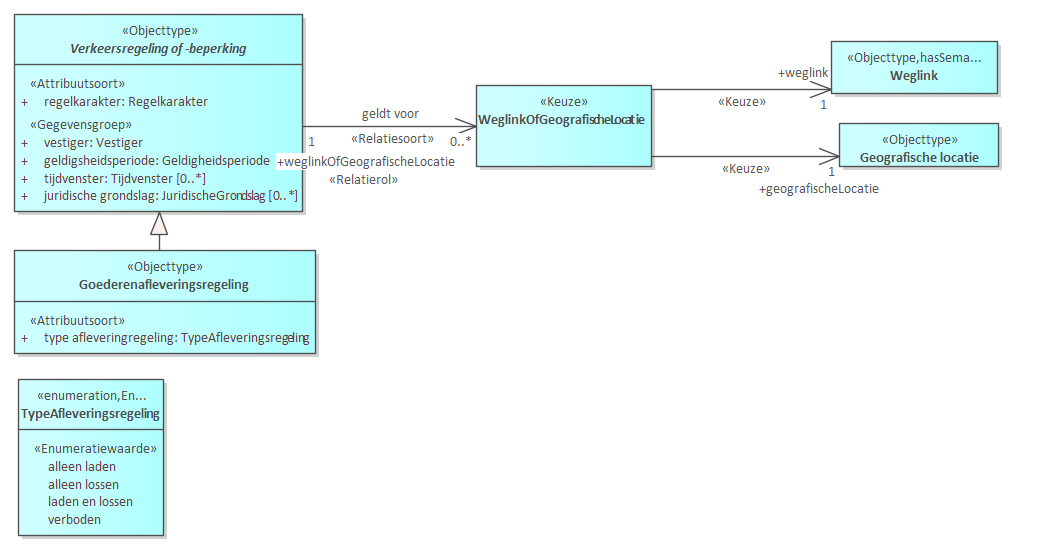 «Objecttype»
Verkeersregeling of -beperking
«Attribuutsoort»
+ regelkarakter: Regelkarakter
«Gegevensgroep»
+ vestiger: Vestiger
+ geldigsheidsperiode: Geldigheidsperiode
+ tijdvenster: Tijdvenster [0..*]
+ juridische grondslag: JuridischeGrondslag [0..*]
geldt voor
1
«Relatiesoort»
0..*
+weglinkOfGeografischeLocatie
«Relatierol»
«Keuze»
WeglinkOfGeografischeLocatie
+weglink
«Keuze»
1
«Objecttype,hasSema...
Weglink
«Keuze»
1
+geografischeLocatie
«Objecttype»
Geografische locatie
«Objecttype»
Goederenafleveringsregeling
«Attribuutsoort»
+ type afleveringregeling: TypeAfleveringsregeling
«enumeration,En...
TypeAfleveringsregeling
«Enumeratiewaarde»
alleen laden
alleen lossen
laden en lossen
verboden